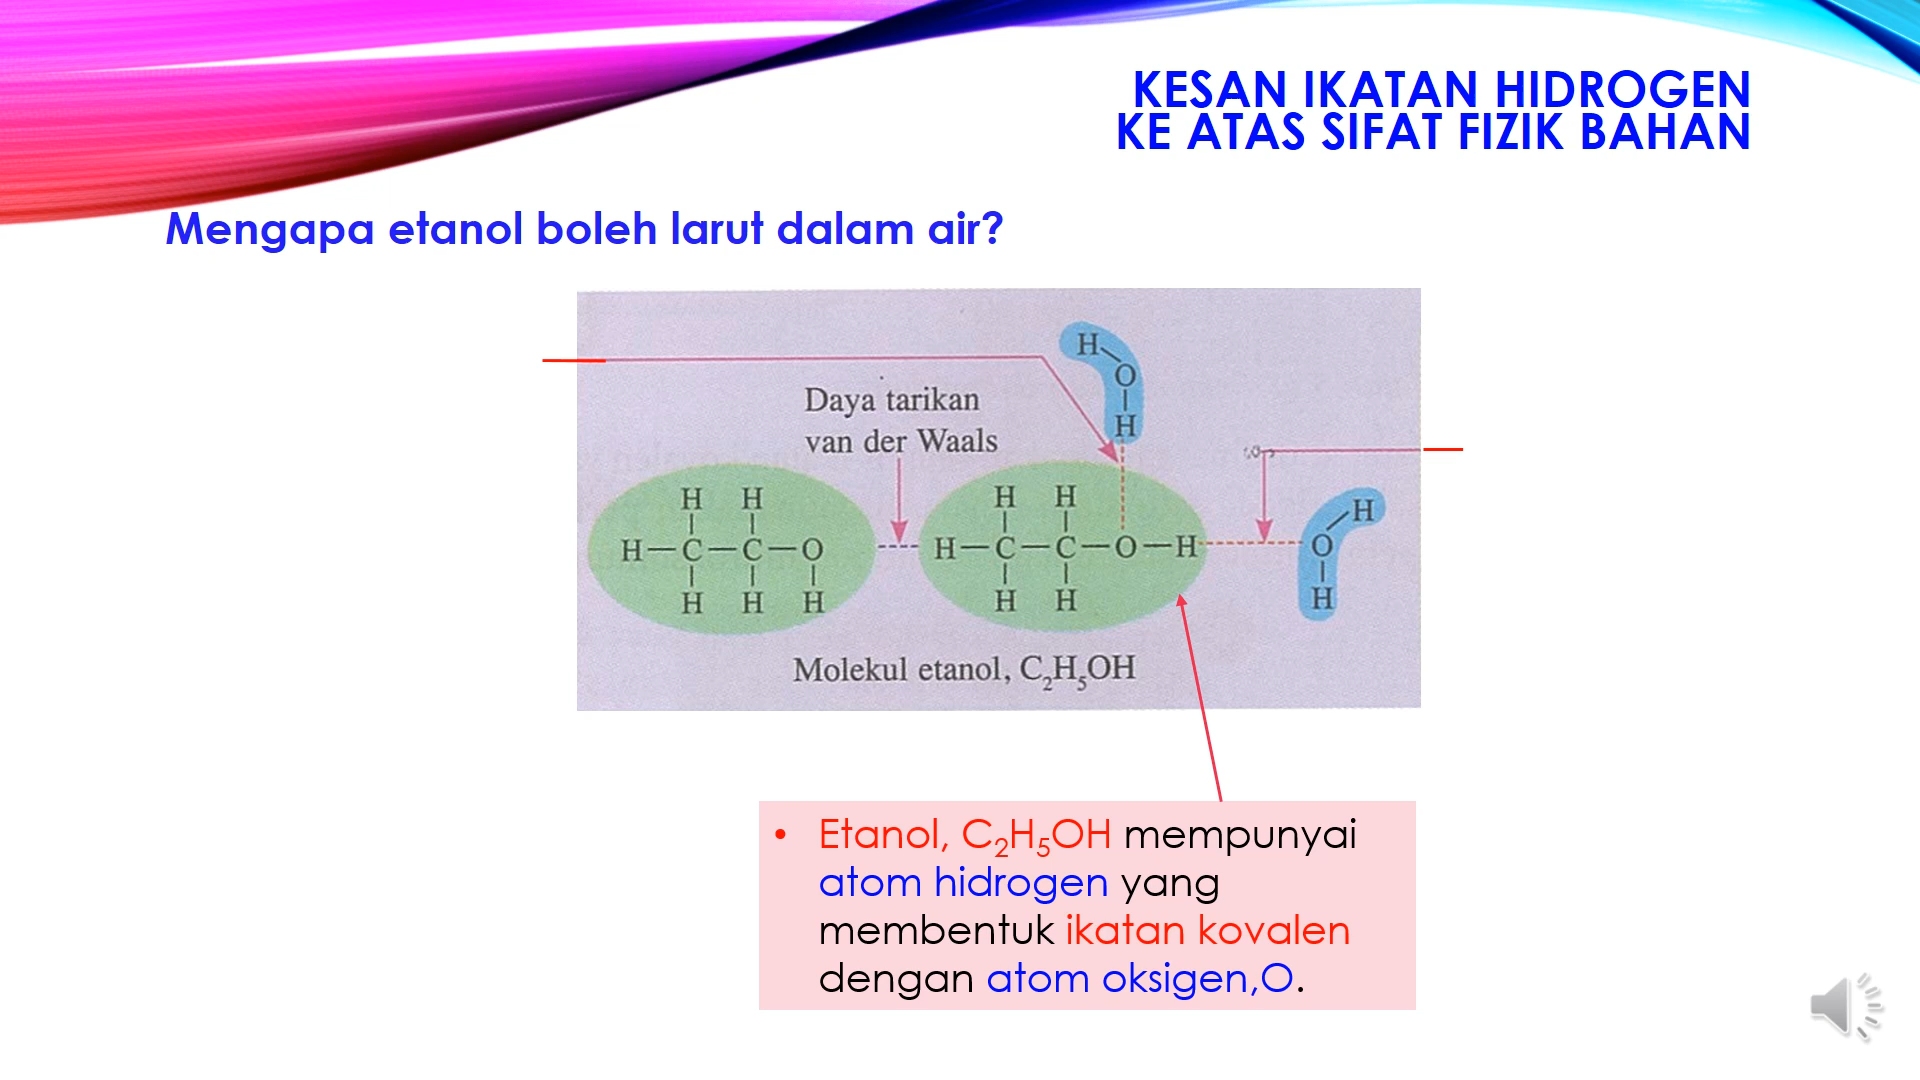 KESAN IKATAN HIDROGEN
KE ATAS SIFAT FIZIK BAHAN
Mengapa etanol boleh larut dalam air?
Daya tarikan
van der Waals
H
O
H
H H
H—C—C—O
H H H
H H
H—C—C—O—H
H H
H
O
H
Molekul etanol, C₂H₅OH
• Etanol, C₂H₅OH mempunyai
atom hidrogen yang
membentuk ikatan kovalen
dengan atom oksigen,O.